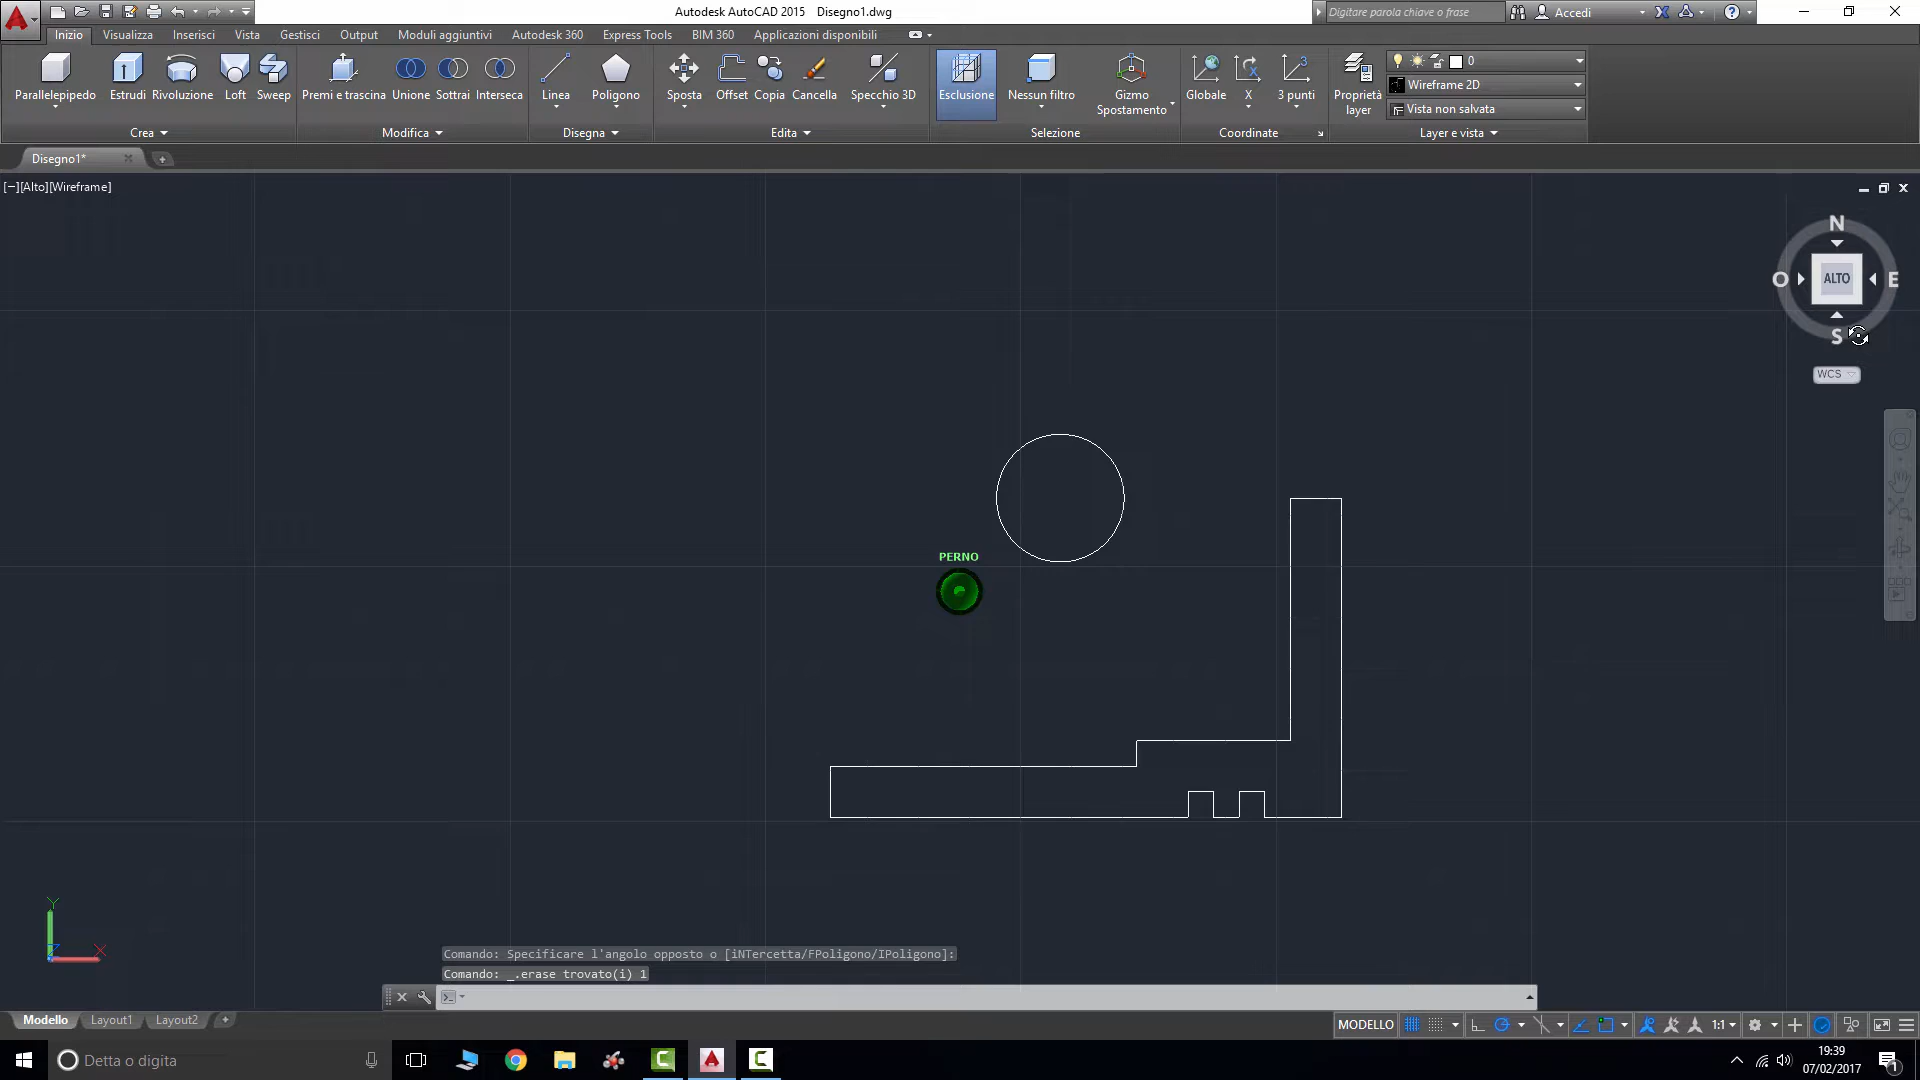 Autodesk AutoCAD 2015 Disegno1.dwg
Digitare parola chiave o frase
Accedi
Inizio Visualizza Inserisci Vista Gestisci Output Moduli aggiuntivi Autodesk 360 Express Tools BIM 360 Applicazioni disponibili
Parallelepipedo Estrudi Rivoluzione Loft Sweep Premi e trascina Unione Sottrai Interseca Linea Poligono Sposta Offset Copia Cancella Specchio 3D Esclusione Nessun filtro Gizmo Spostamento Globale X 3 punti Proprietà layer
0
Wireframe 2D
Vista non salvata
Crea Modifica Disegna Edita Selezione Coordinate Layer e vista
Disegno1*
[−][Alto][Wireframe]
N
O ALTO E
S
WCS
PERNO
Y
X
Z
Comando: Specificare l'angolo opposto o [iNTercetta/FPoligono/IPoligono]:
Comando: _.erase trovato(i) 1
Modello Layout1 Layout2
MODELLO 1:1
Detta o digita
19:39
07/02/2017
1